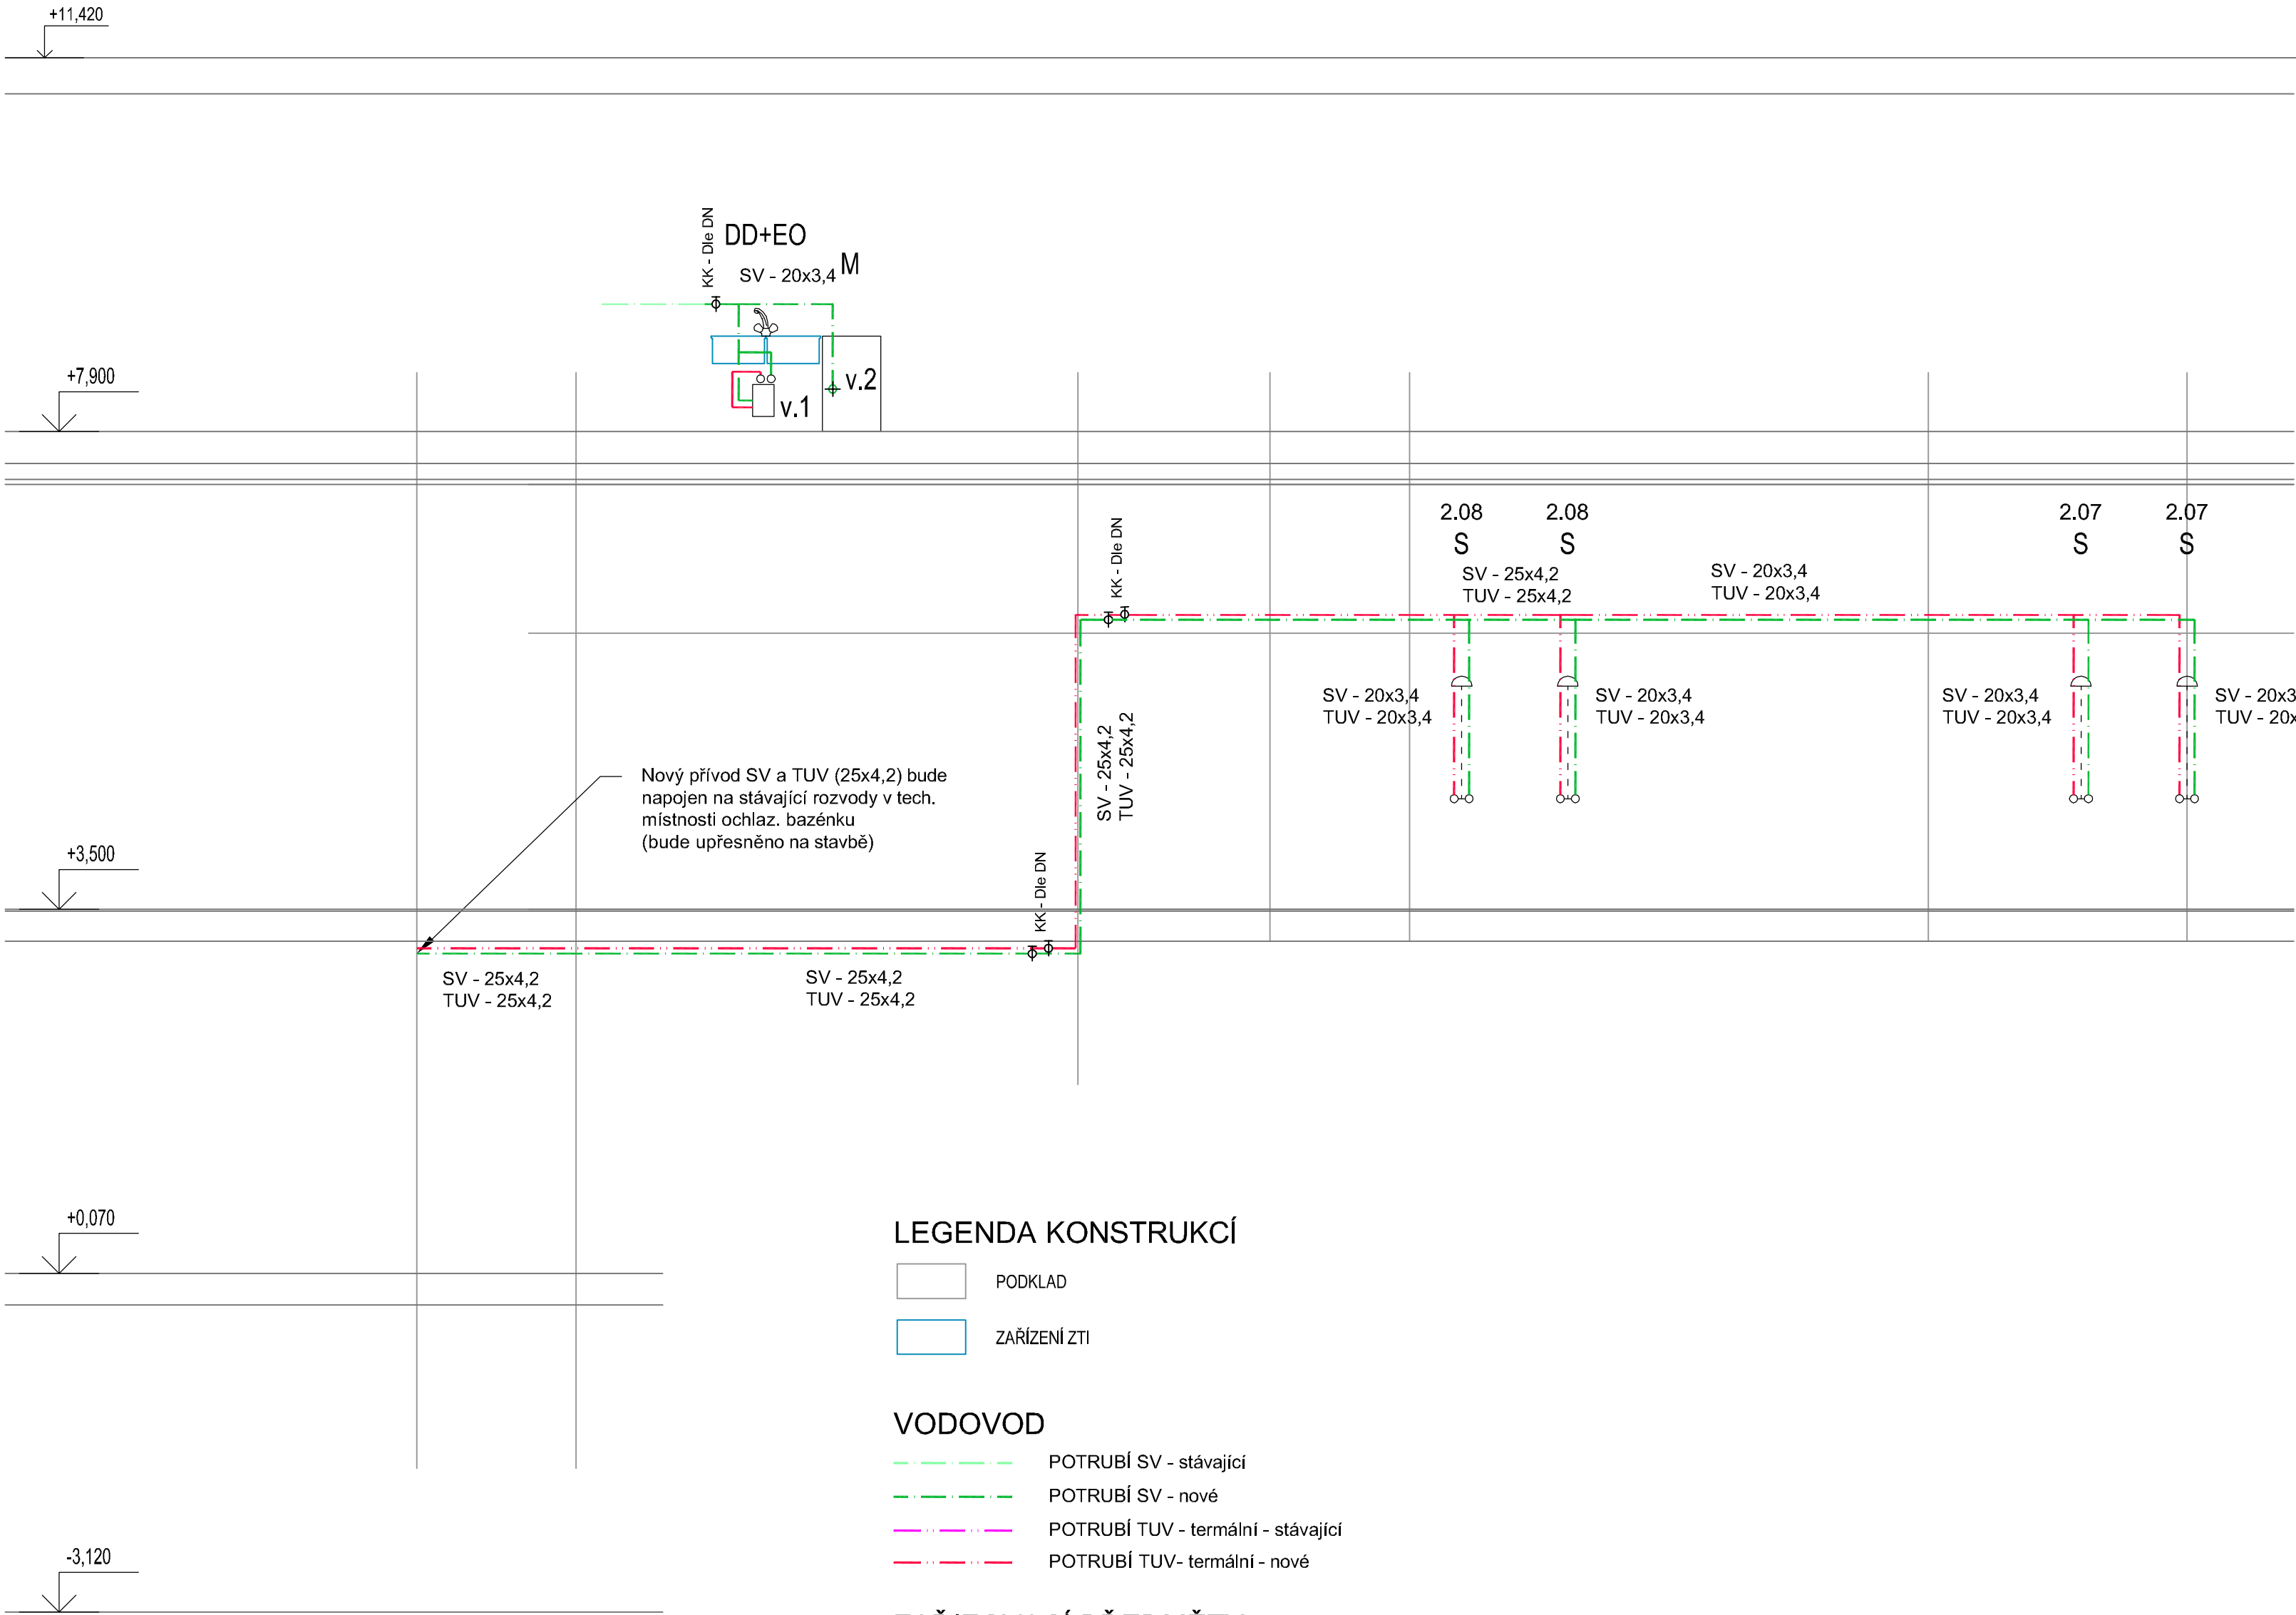 +11,420
KK - Dle DN
DD+EO
SV - 20x3,4
M
+7,900
v.2
v.1
2.08
2.08
2.07
2.07
S
S
S
S
KK - Dle DN
SV - 25x4,2
TUV - 25x4,2
SV - 20x3,4
TUV - 20x3,4
SV - 20x3,4
TUV - 20x3,4
SV - 20x3,4
TUV - 20x3,4
SV - 20x3,4
TUV - 20x3,4
SV - 20x3
TUV - 20x
SV - 25x4,2
TUV - 25x4,2
Nový přívod SV a TUV (25x4,2) bude
napojen na stávající rozvody v tech.
místnosti ochlaz. bazénku
(bude upřesněno na stavbě)
+3,500
KK - Dle DN
SV - 25x4,2
TUV - 25x4,2
SV - 25x4,2
TUV - 25x4,2
+0,070
LEGENDA KONSTRUKCÍ
PODKLAD
ZAŘÍZENÍ ZTI
VODOVOD
POTRUBÍ SV - stávající
POTRUBÍ SV - nové
POTRUBÍ TUV - termální - stávající
POTRUBÍ TUV- termální - nové
-3,120